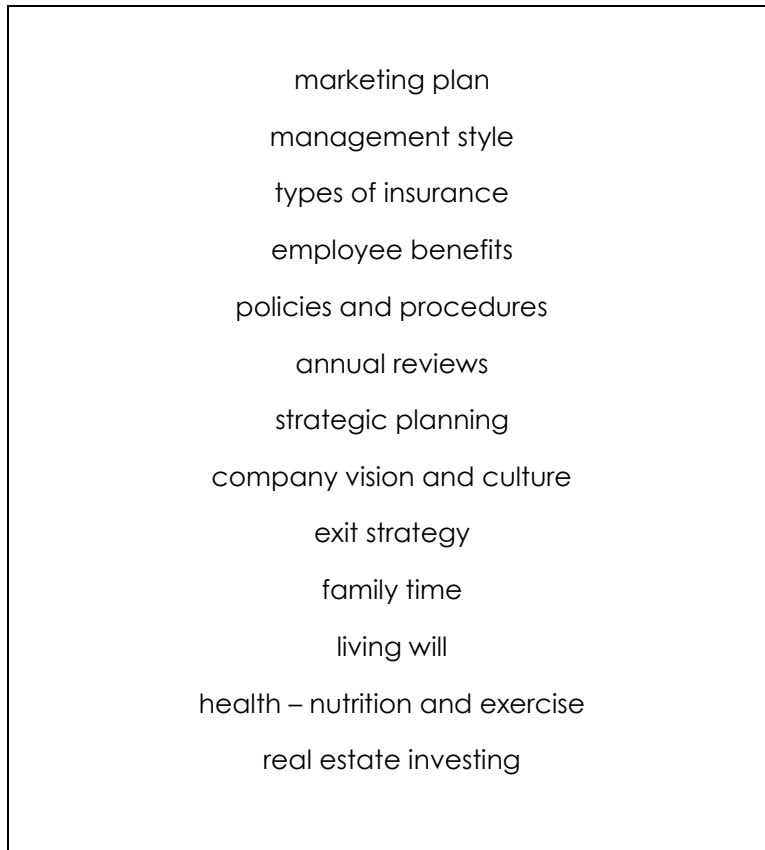 marketing plan
management style
types of insurance
employee benefits
policies and procedures
annual reviews
strategic planning
company vision and culture
exit strategy
family time
living will
health – nutrition and exercise
real estate investing